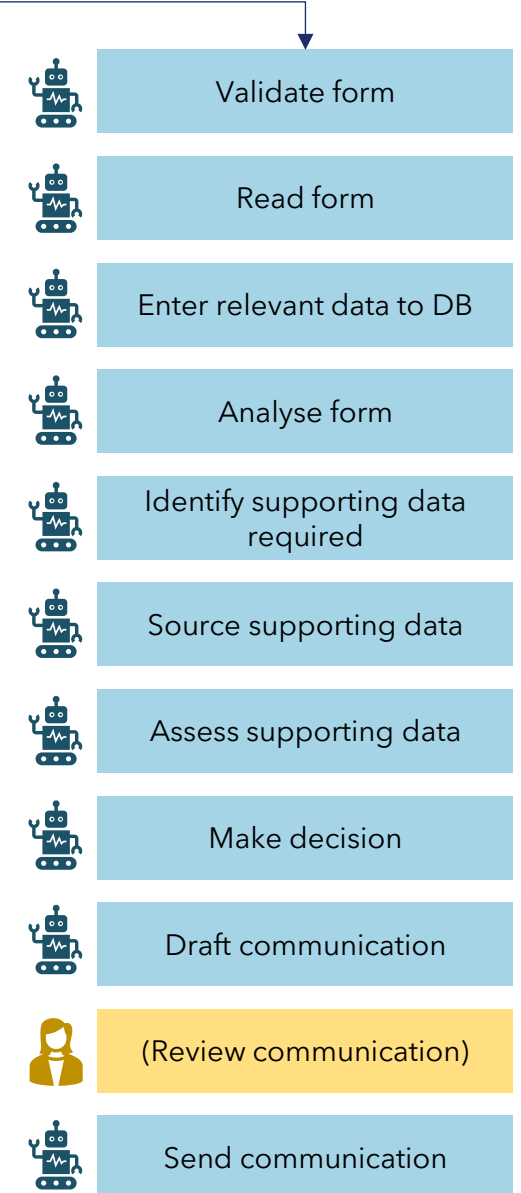 Validate form
Read form
Enter relevant data to DB
Analyse form
Identify supporting data
required
Source supporting data
Assess supporting data
Make decision
Draft communication
(Review communication)
Send communication